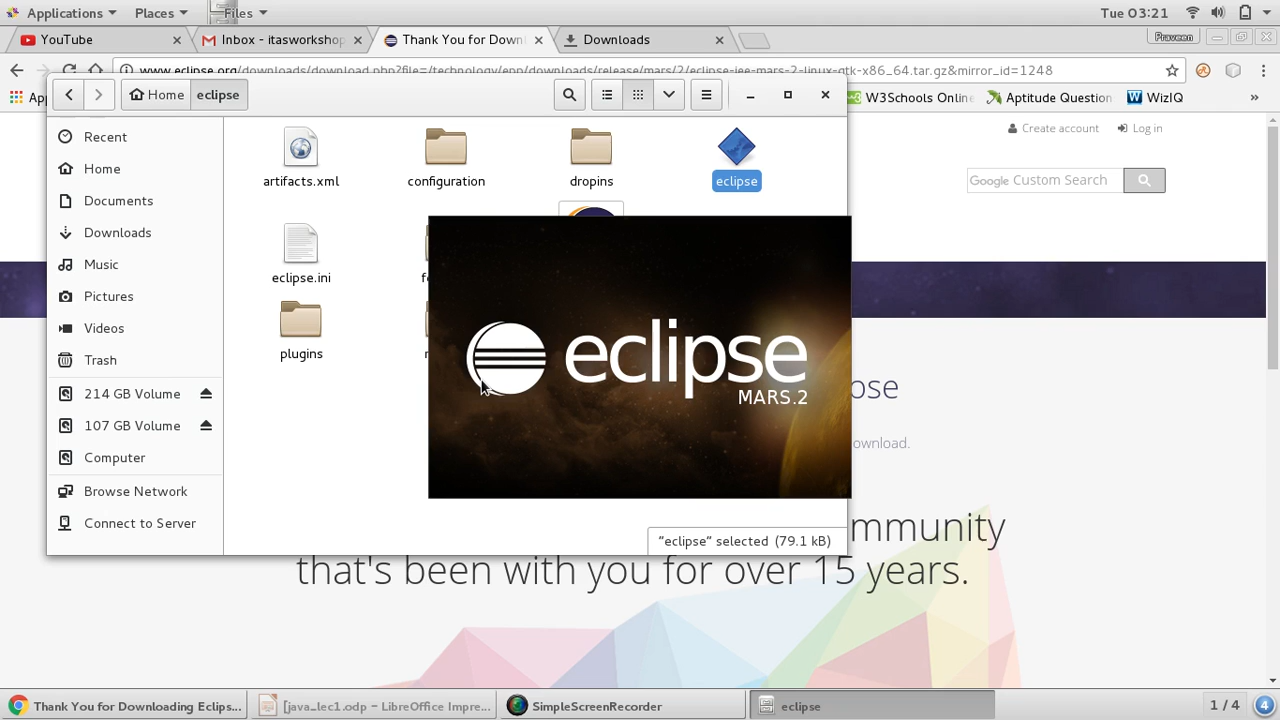 Applications
Places
Files
Tue 03:21
YouTube
Inbox - itasworkshop
Thank You for Down
Downloads
Praveen
www.eclipse.org/downloads/download.php?file=/technology/epp/downloads/release/mars/2/eclipse-jee-mars-2-linux-gtk-x86_64.tar.gz&mirror_id=1248
App
W3Schools Onlin
Aptitude Question
WizIQ
»
Home
eclipse
Create account
Log in
Google Custom Search
Recent
Home
Documents
Downloads
Music
Pictures
Videos
Trash
214 GB Volume
107 GB Volume
Computer
Browse Network
Connect to Server
artifacts.xml
configuration
dropins
eclipse
eclipse.ini
plugins
eclipse
MARS.2
pse
ownload.
"eclipse" selected (79.1 kB)
mmunity
that's been with you for over 15 years.
Thank You for Downloading Eclips...
[java_lec1.odp - LibreOffice Impre...
SimpleScreenRecorder
eclipse
1 / 4
4